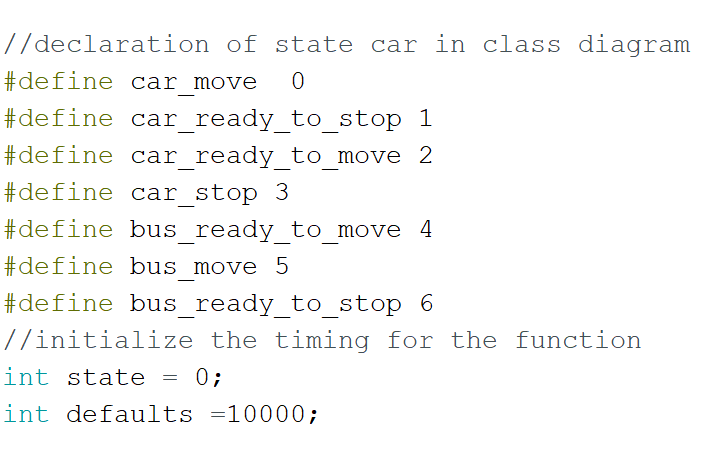 //declaration of state car in class diagram
#define car_move  0
#define car_ready_to_stop 1
#define car_ready_to_move 2
#define car_stop 3
#define bus_ready_to_move 4
#define bus_move 5
#define bus_ready_to_stop 6
//initialize the timing for the function
int state = 0;
int defaults =10000;